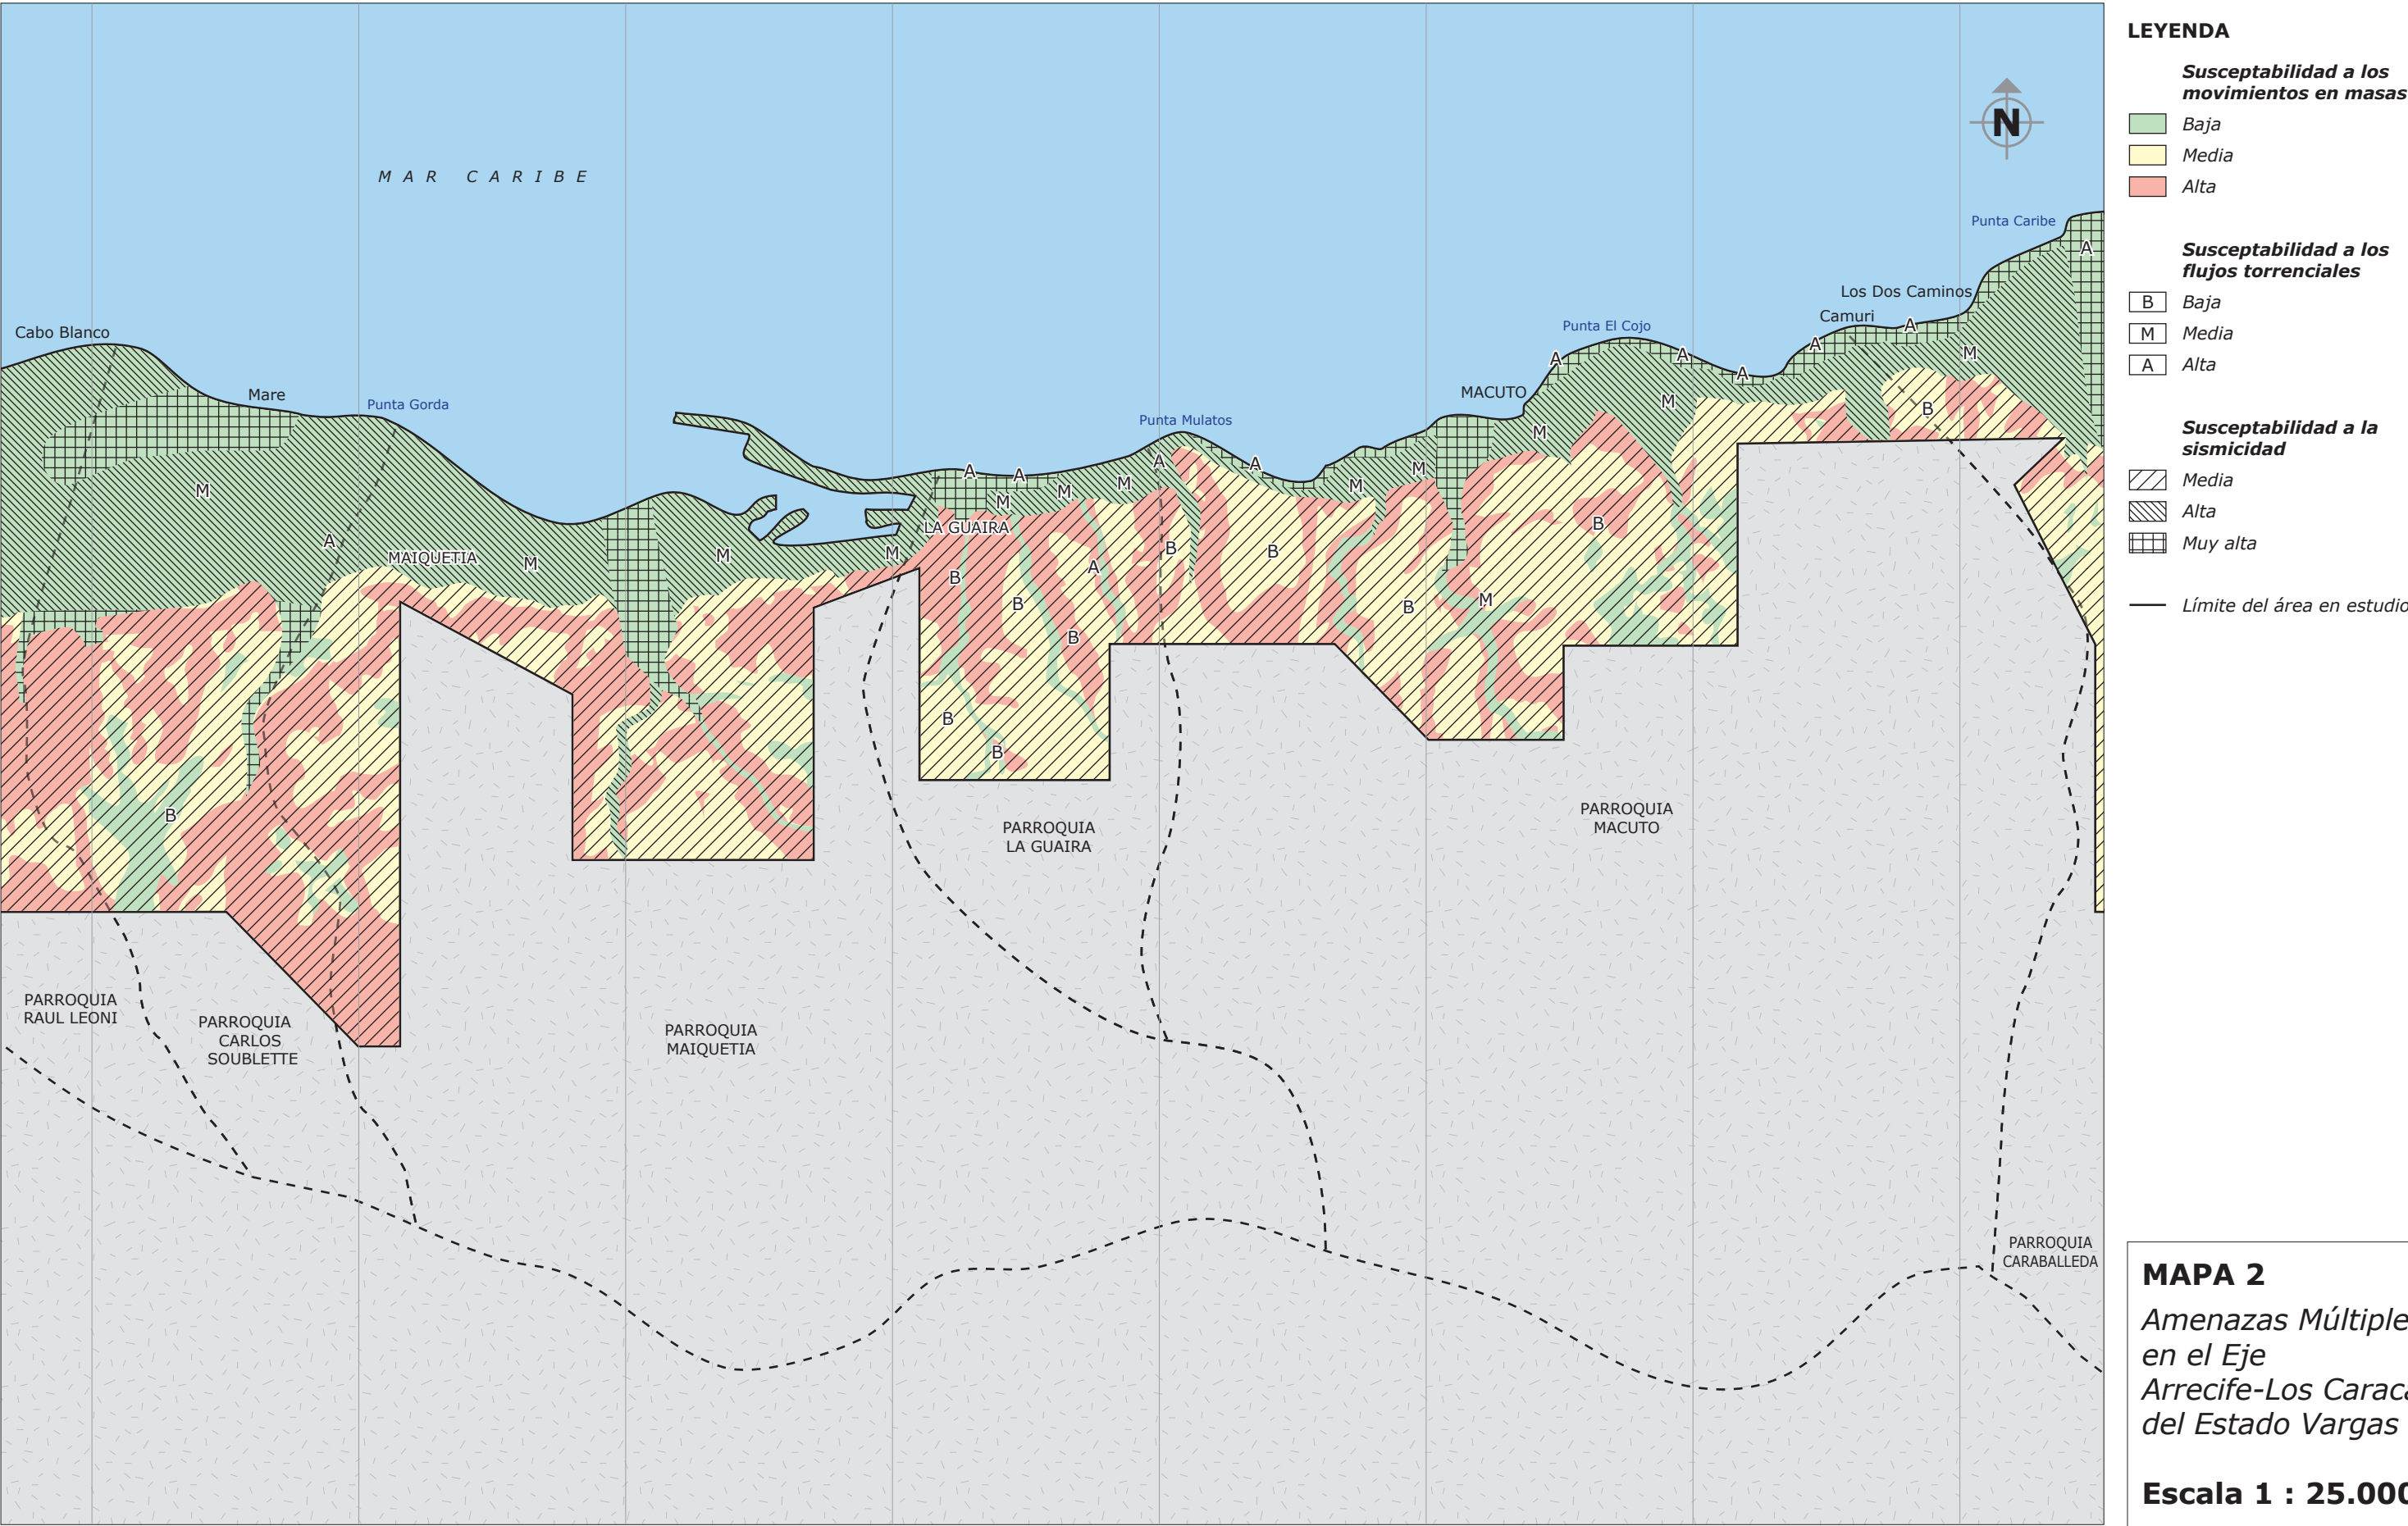 LEYENDA
Susceptabilidad a los
movimientos en masas
Baja
Media
Alta
Susceptabilidad a los
flujos torrenciales
B Baja
M Media
A Alta
Susceptabilidad a la
sismicidad
Media
Alta
Muy alta
Límite del área en estudio
N
MAR CARIBE
Punta Caribe
A
Los Dos Caminos
Camuri
A
A
Punta El Cojo
Cabo Blanco
A
A
A
M
MACUTO
Mare
Punta Gorda
Punta Mulatos
M
B
M
A
A
A
A
M
M
M
M
M
M
LA GUAIRA
B
A
MAIQUETIA
M
M
M
B
B
B
A
B
B
B
M
B
B
B
B
PARROQUIA
MACUTO
PARROQUIA
LA GUAIRA
PARROQUIA
RAUL LEONI
PARROQUIA
CARLOS
SOUBLETTE
PARROQUIA
MAIQUETIA
PARROQUIA
CARABALLEDA
MAPA 2
Amenazas Múltiple
en el Eje
Arrecife-Los Carac
del Estado Vargas
Escala 1 : 25.000